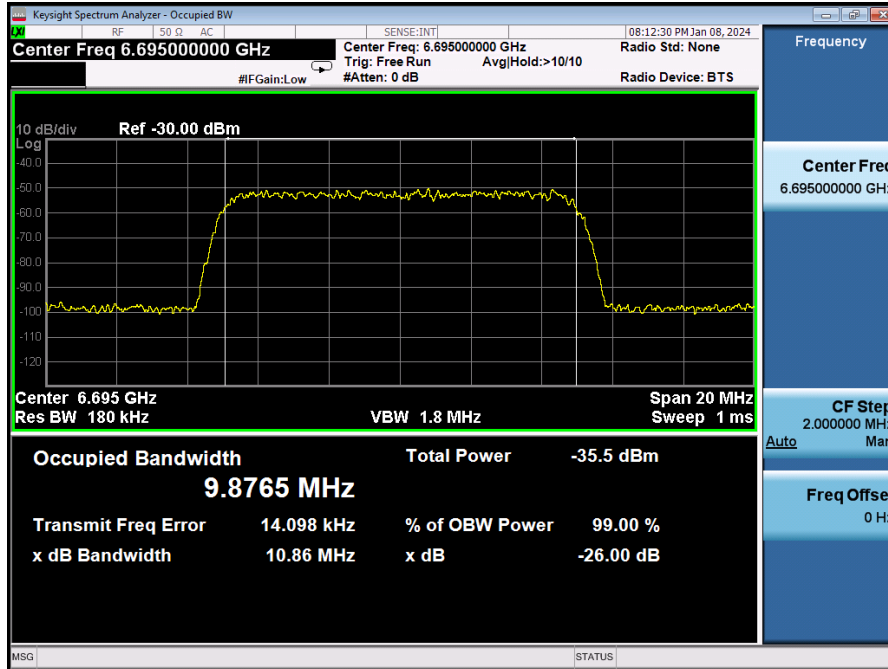 Keysight Spectrum Analyzer - Occupied BW
LXI
RF
50 Ω
AC
SENSE:INT
08:12:30 PM Jan 08, 2024
Center Freq 6.695000000 GHz
Center Freq: 6.695000000 GHz
Radio Std: None
Trig: Free Run
Avg|Hold:>10/10
#IFGain:Low
#Atten: 0 dB
Radio Device: BTS
Frequency
10 dB/div
Ref -30.00 dBm
Log
-40.0
-50.0
-60.0
-70.0
-80.0
-90.0
-100
-110
-120
Center 6.695 GHz
Span 20 MHz
Res BW 180 kHz
VBW 1.8 MHz
Sweep 1 ms
Center Freq
6.695000000 GHz
CF Step
2.000000 MHz
Auto
Man
Freq Offse
0 Hz
Occupied Bandwidth
9.8765 MHz
Total Power
-35.5 dBm
Transmit Freq Error
14.098 kHz
% of OBW Power
99.00 %
x dB Bandwidth
10.86 MHz
x dB
-26.00 dB
MSG
STATUS